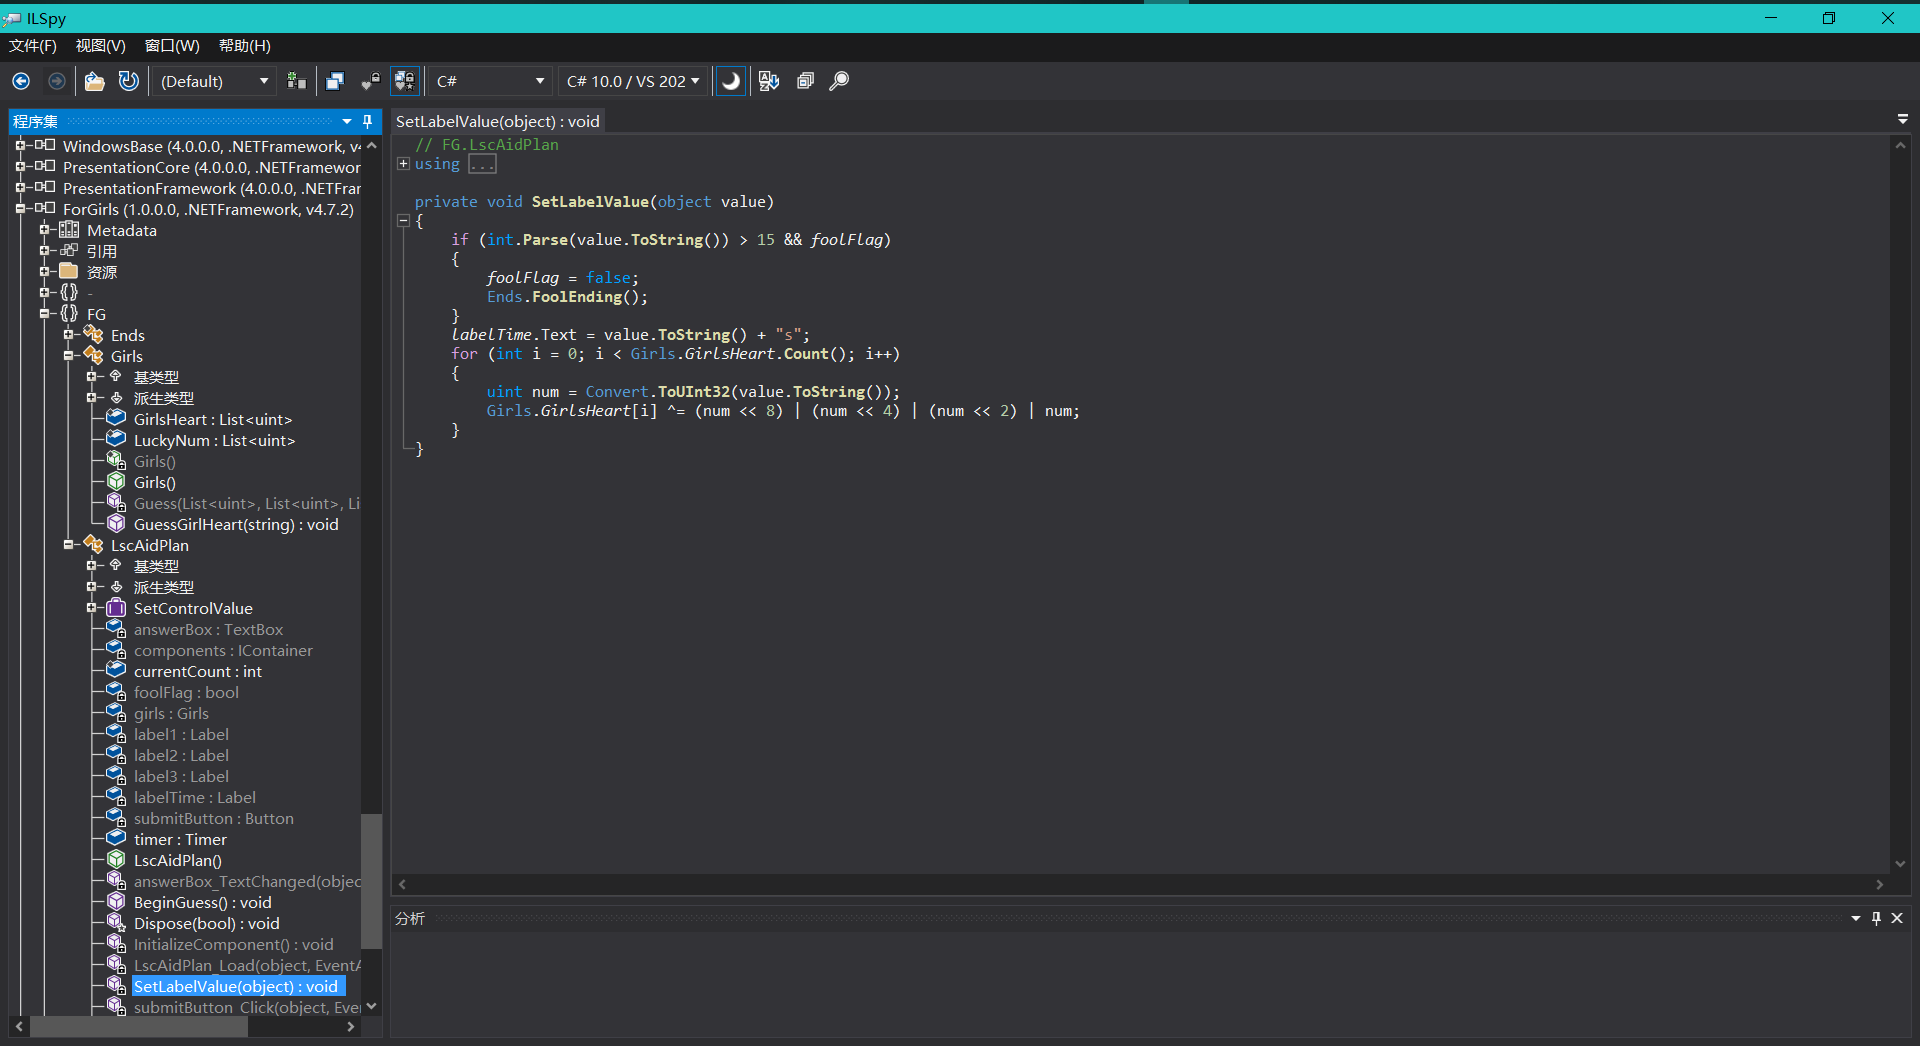 ILSpy
文件(F) 视图(V) 窗口(W) 帮助(H)
(Default) C# C# 10.0 / VS 202
程序集
WindowsBase (4.0.0.0, .NETFramework, v4
PresentationCore (4.0.0.0, .NETFramewor
PresentationFramework (4.0.0.0, .NETFrar
ForGirls (1.0.0.0, .NETFramework, v4.7.2)
Metadata
引用
资源
{} -
{} FG
Ends
Girls
基类型
派生类型
GirlsHeart : List<uint>
LuckyNum : List<uint>
Girls()
Girls()
Guess(List<uint>, List<uint>, Li
GuessGirlHeart(string) : void
LscAidPlan
基类型
派生类型
SetControlValue
answerBox : TextBox
components : IContainer
currentCount : int
foolFlag : bool
girls : Girls
label1 : Label
label2 : Label
label3 : Label
labelTime : Label
submitButton : Button
timer : Timer
LscAidPlan()
answerBox_TextChanged(objec
BeginGuess() : void
Dispose(bool) : void
InitializeComponent() : void
LscAidPlan_Load(object, EventA
SetLabelValue(object) : void
submitButton_Click(object, Eve
SetLabelValue(object) : void
// FG.LscAidPlan
using ...
private void SetLabelValue(object value)
{
if (int.Parse(value.ToString()) > 15 && foolFlag)
{
foolFlag = false;
Ends.FoolEnding();
}
labelTime.Text = value.ToString() + "s";
for (int i = 0; i < Girls.GirlsHeart.Count(); i++)
{
uint num = Convert.ToUInt32(value.ToString());
Girls.GirlsHeart[i] ^= (num << 8) | (num << 4) | (num << 2) | num;
}
}
分析